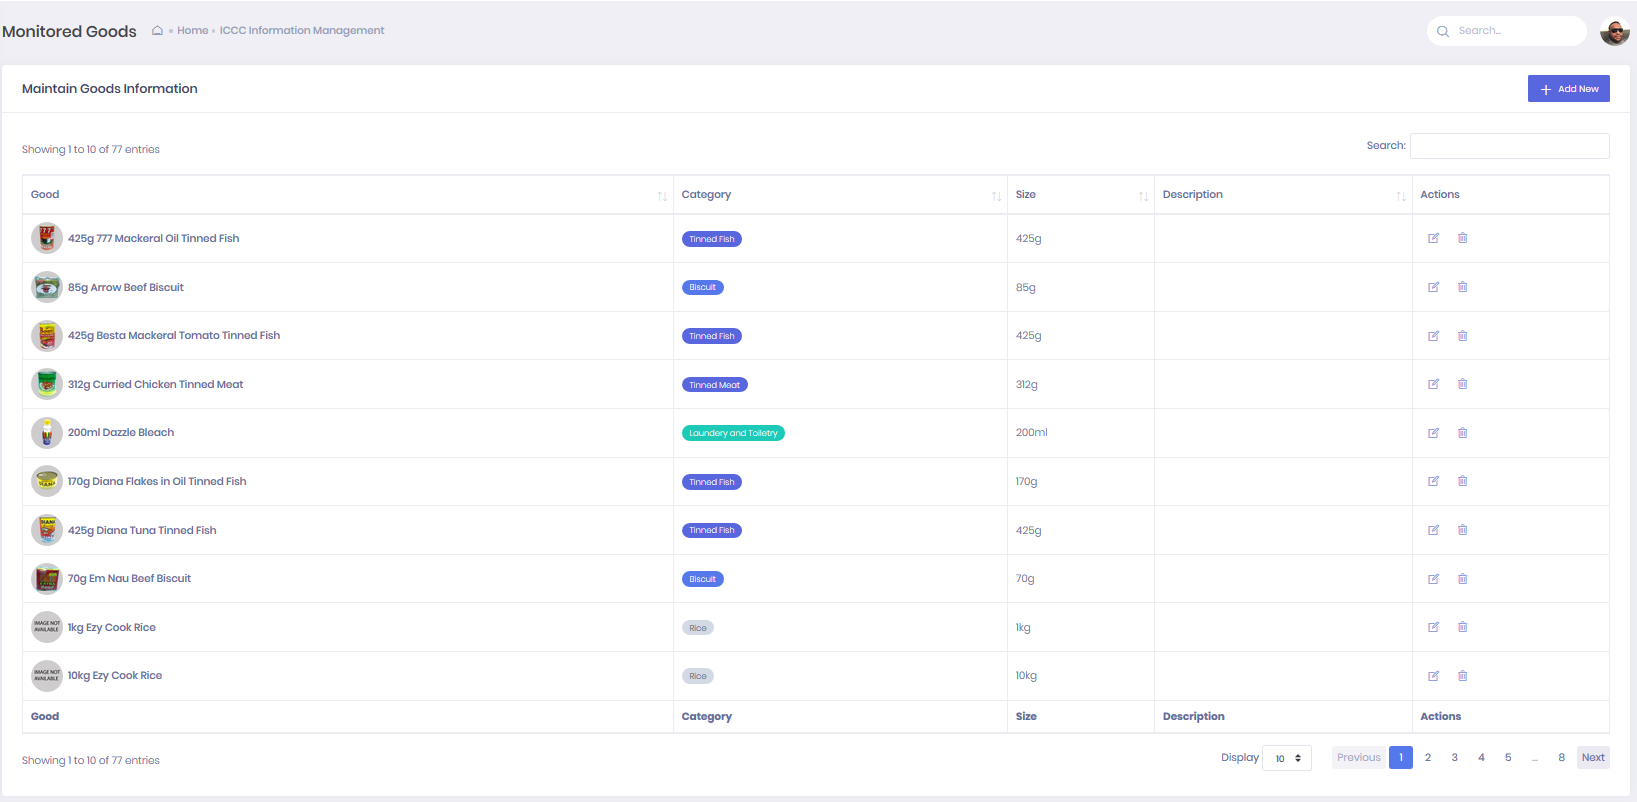 Monitored Goods Home ICCC Information Management Search...
Maintain Goods Information Add New
Showing 1 to 10 of 77 entries Search:
Good Category Size Description Actions
425g 777 Mackeral Oil Tinned Fish Tinned Fish 425g
85g Arrow Beef Biscuit Biscuit 85g
425g Besta Mackeral Tomato Tinned Fish Tinned Fish 425g
312g Curried Chicken Tinned Meat Tinned Meat 312g
200ml Dazzle Bleach Laundery and Toiletry 200ml
170g Diana Flakes in Oil Tinned Fish Tinned Fish 170g
425g Diana Tuna Tinned Fish Tinned Fish 425g
70g Em Nau Beef Biscuit Biscuit 70g
IMAGE NOT AVAILABLE 1kg Ezy Cook Rice Rice 1kg
IMAGE NOT AVAILABLE 10kg Ezy Cook Rice Rice 10kg
Good Category Size Description Actions
Showing 1 to 10 of 77 entries Display 10 Previous 1 2 3 4 5 ... 8 Next